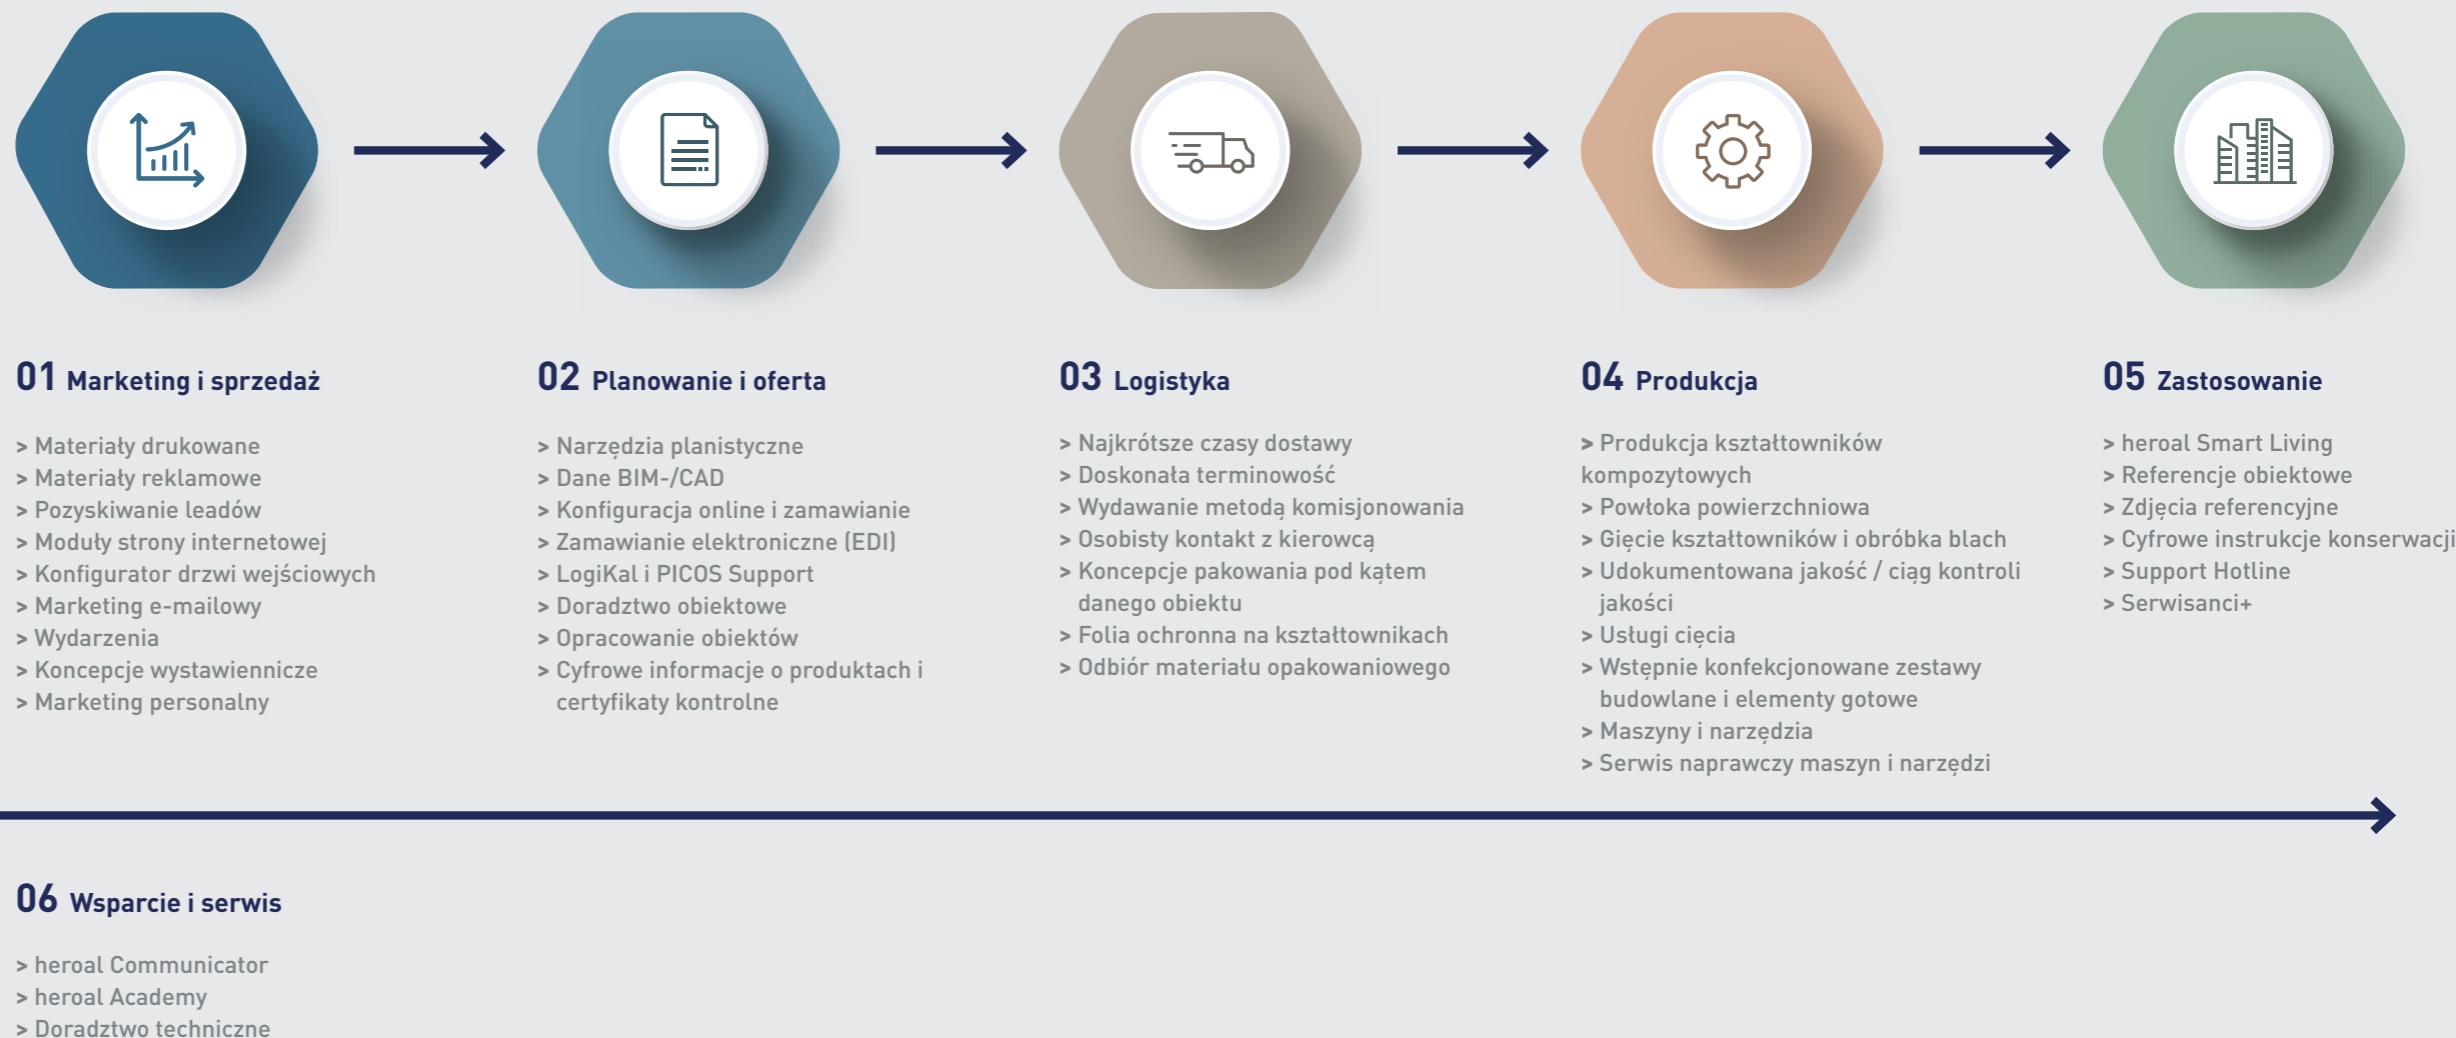 01 Marketing i sprzedaż
> Materiały drukowane
> Materiały reklamowe
> Pozyskiwanie leadów
> Moduły strony internetowej
> Konfigurator drzwi wejściowych
> Marketing e-mailowy
> Wydarzenia
> Koncepcje wystawiennicze
> Marketing personalny
02 Planowanie i oferta
> Narzędzia planistyczne
> Dane BIM-/CAD
> Konfiguracja online i zamawianie
> Zamawianie elektroniczne (EDI)
> LogiKal i PICOS Support
> Doradztwo obiektowe
> Opracowanie obiektów
> Cyfrowe informacje o produktach i
certyfikaty kontrolne
03 Logistyka
> Najkrótsze czasy dostawy
> Doskonała terminowość
> Wydawanie metodą komisjonowania
> Osobisty kontakt z kierowcą
> Koncepcje pakowania pod kątem
danego obiektu
> Folia ochronna na kształtownikach
> Odbiór materiału opakowaniowego
04 Produkcja
> Produkcja kształtowników
kompozytowych
> Powłoka powierzchniowa
> Gięcie kształtowników i obróbka blach
> Udokumentowana jakość / ciąg kontroli
jakości
> Usługi cięcia
> Wstępnie konfekcjonowane zestawy
budowlane i elementy gotowe
> Maszyny i narzędzia
> Serwis naprawczy maszyn i narzędzi
05 Zastosowanie
> heroal Smart Living
> Referencje obiektowe
> Zdjęcia referencyjne
> Cyfrowe instrukcje konserwacji
> Support Hotline
> Serwisanci+
06 Wsparcie i serwis
> heroal Communicator
> heroal Academy
> Doradztwo techniczne